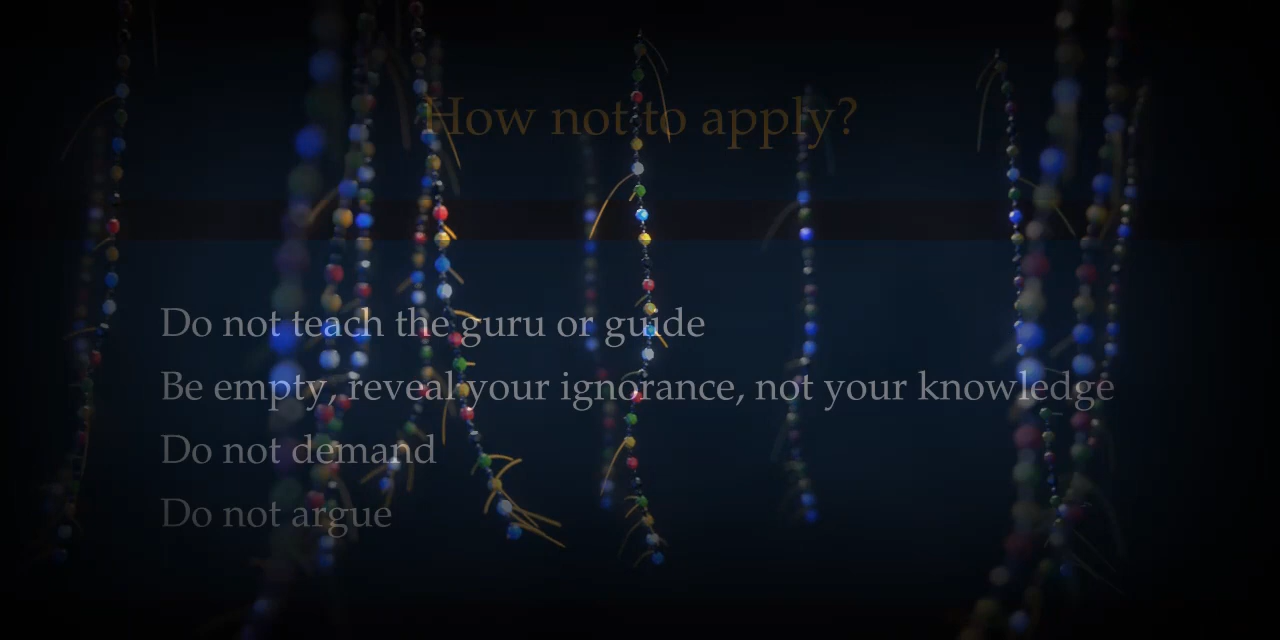 How not to apply?
Do not teach the guru or guide
Be empty, reveal your ignorance, not your knowledge
Do not demand
Do not argue